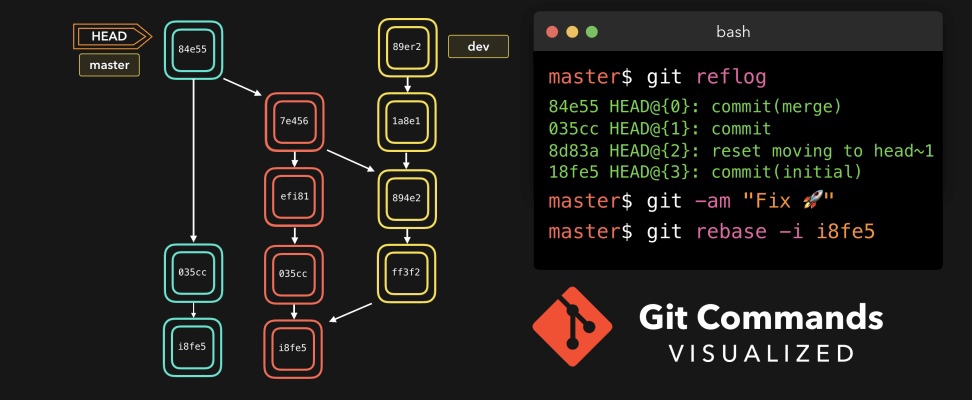 HEAD
master
84e55
7e456
efi81
035cc
i8fe5
035cc
i8fe5
89er2
dev
1a8e1
894e2
ff3f2
bash
master$ git reflog
84e55 HEAD@{0}: commit(merge)
035cc HEAD@{1}: commit
8d83a HEAD@{2}: reset moving to head~1
18fe5 HEAD@{3}: commit(initial)
master$ git –am "Fix 🚀"
master$ git rebase –i i8fe5
Git Commands
VISUALIZED